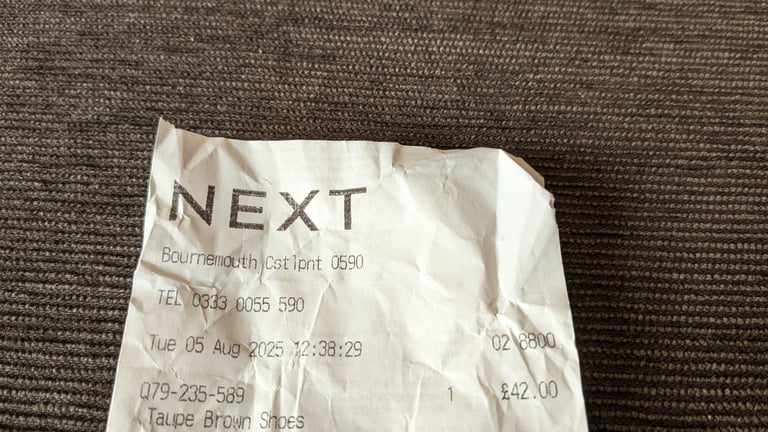 NEXT
Bournemouth Cstlpnt 0590
TEL 0333 0055 590
Tue 05 Aug 2025 12:38:29 02 8800
Q79-235-589 1 £42.00
Taupe Brown Shoes